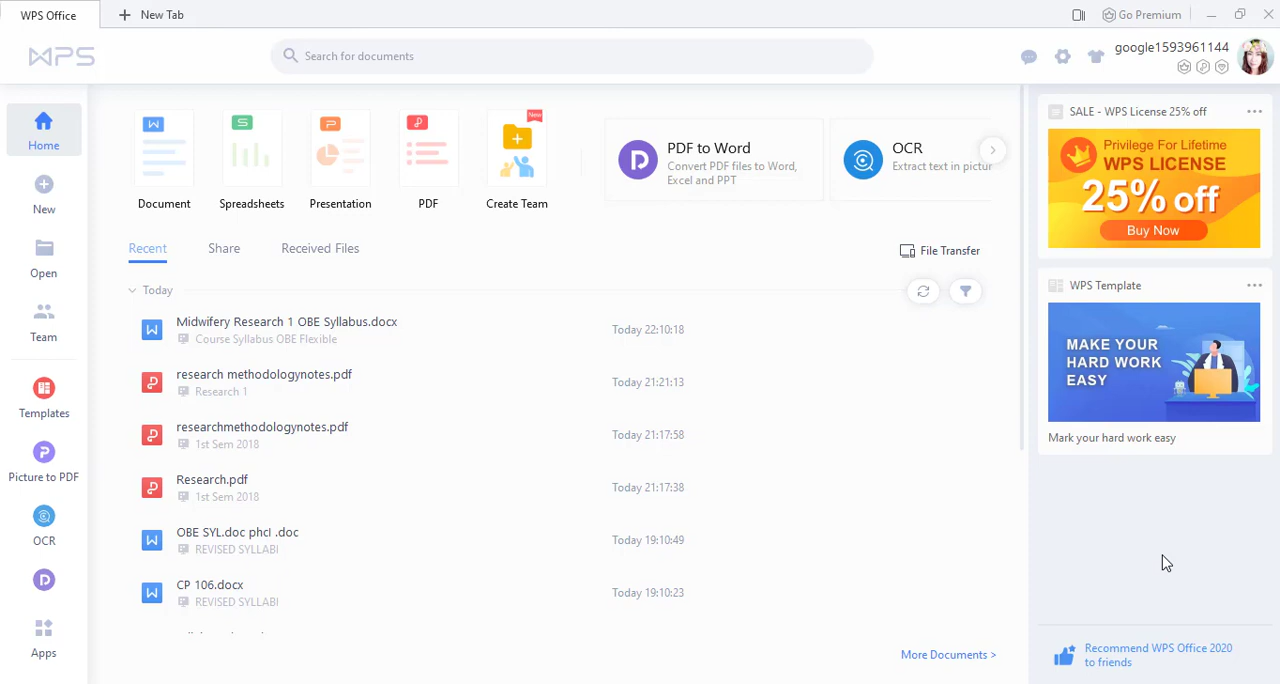 WPS Office
New Tab
Go Premium
WPS
Search for documents
google1593961144
Home
New
Open
Team
Templates
Picture to PDF
OCR
Apps
Document
Spreadsheets
Presentation
PDF
New
Create Team
PDF to Word
Convert PDF files to Word,
Excel and PPT
OCR
Extract text in pictur
Recent
Share
Received Files
File Transfer
Today
Midwifery Research 1 OBE Syllabus.docx
Course Syllabus OBE Flexible
Today 22:10:18
research methodologynotes.pdf
Research 1
Today 21:21:13
researchmethodologynotes.pdf
1st Sem 2018
Today 21:17:58
Research.pdf
1st Sem 2018
Today 21:17:38
OBE SYL.doc phci .doc
REVISED SYLLABI
Today 19:10:49
CP 106.docx
REVISED SYLLABI
Today 19:10:23
More Documents >
SALE - WPS License 25% off
Privilege For Lifetime
WPS LICENSE
25% off
Buy Now
WPS Template
MAKE YOUR
HARD WORK
EASY
Mark your hard work easy
Recommend WPS Office 2020
to friends